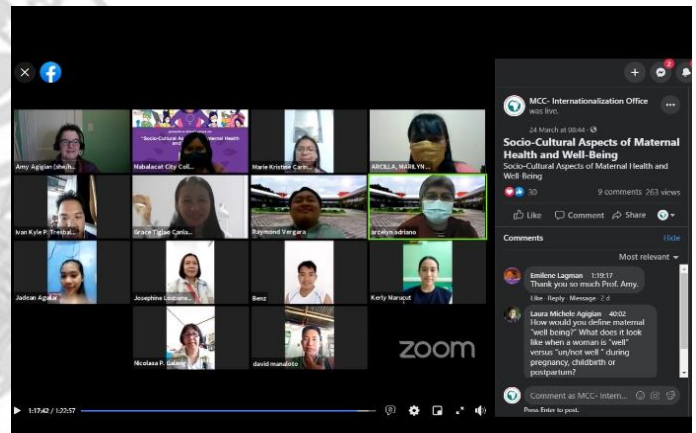 MCC- Internationalization Office
was live.
24 March at 08:44
Socio-Cultural Aspects of Maternal
Health and Well-Being
Socio-Cultural Aspects of Maternal Health and
Well-Being
30
9 comments 263 views
Like Comment Share
Comments Hide
Most relevant
Emilene Lagman 1:19:17
Thank you so much Prof. Amy.
Like · Reply · Message · 2 d
Laura Michele Agigian 40:02
How would you define maternal
"well being?" What does it look
like when a woman is "well"
versus "un/not well " during
pregnancy, childbirth or
postpartum?
Comment as MCC- Intern...
Press Enter to post.
"Socio-Cultural
Amy Agigian (she/h...
Mabalacat City Coll...
Marie Kristine
ARCILLA, MARILYN ...
Ivan Kyle P.
Grace Tiglao Canis...
Raymond Vergara
arcelyn adriano
Jadean Aguilar
Josephine
Benz
Kerly Marucut
Nicolasa P.
david manaloto
zoom
1:17:42 / 1:22:57